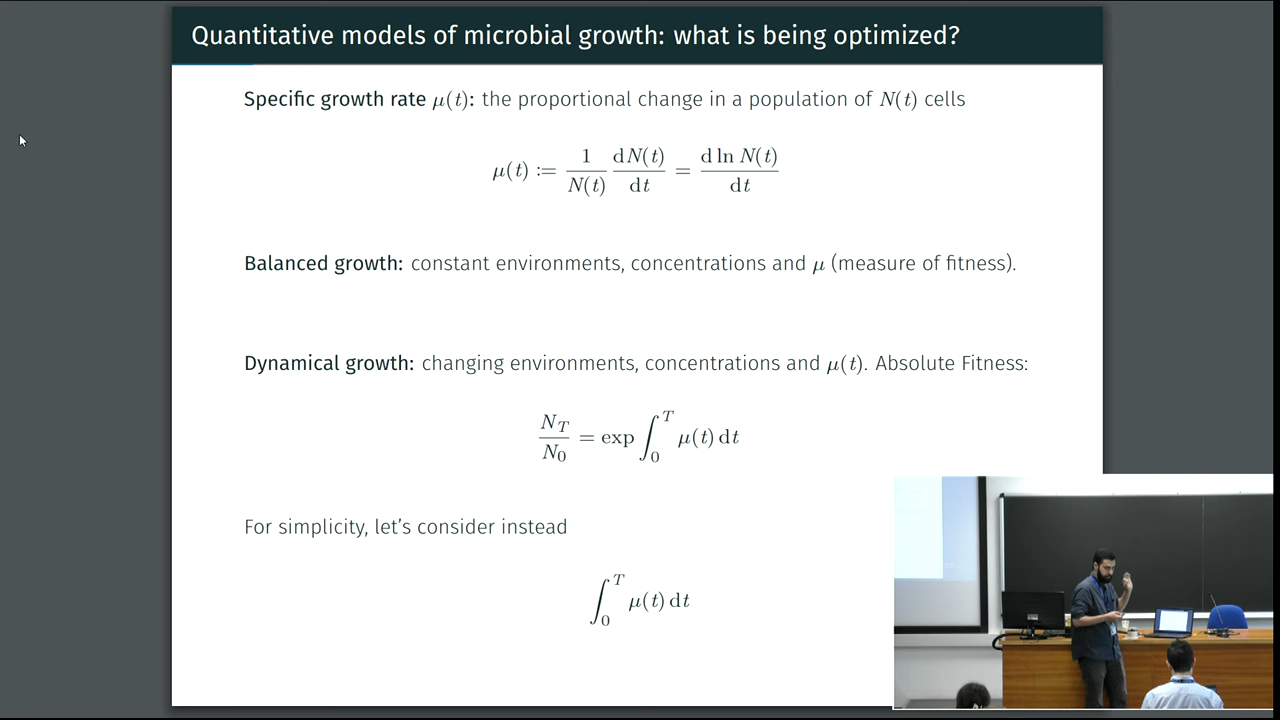 Quantitative models of microbial growth: what is being optimized?
Specific growth rate μ(t): the proportional change in a population of N(t) cells
μ(t) := 1/N(t) dN(t)/dt = d ln N(t)/dt
Balanced growth: constant environments, concentrations and μ (measure of fitness).
Dynamical growth: changing environments, concentrations and μ(t). Absolute Fitness:
N_T/N_0 = exp ∫_0^T μ(t) dt
For simplicity, let's consider instead
∫_0^T μ(t) dt